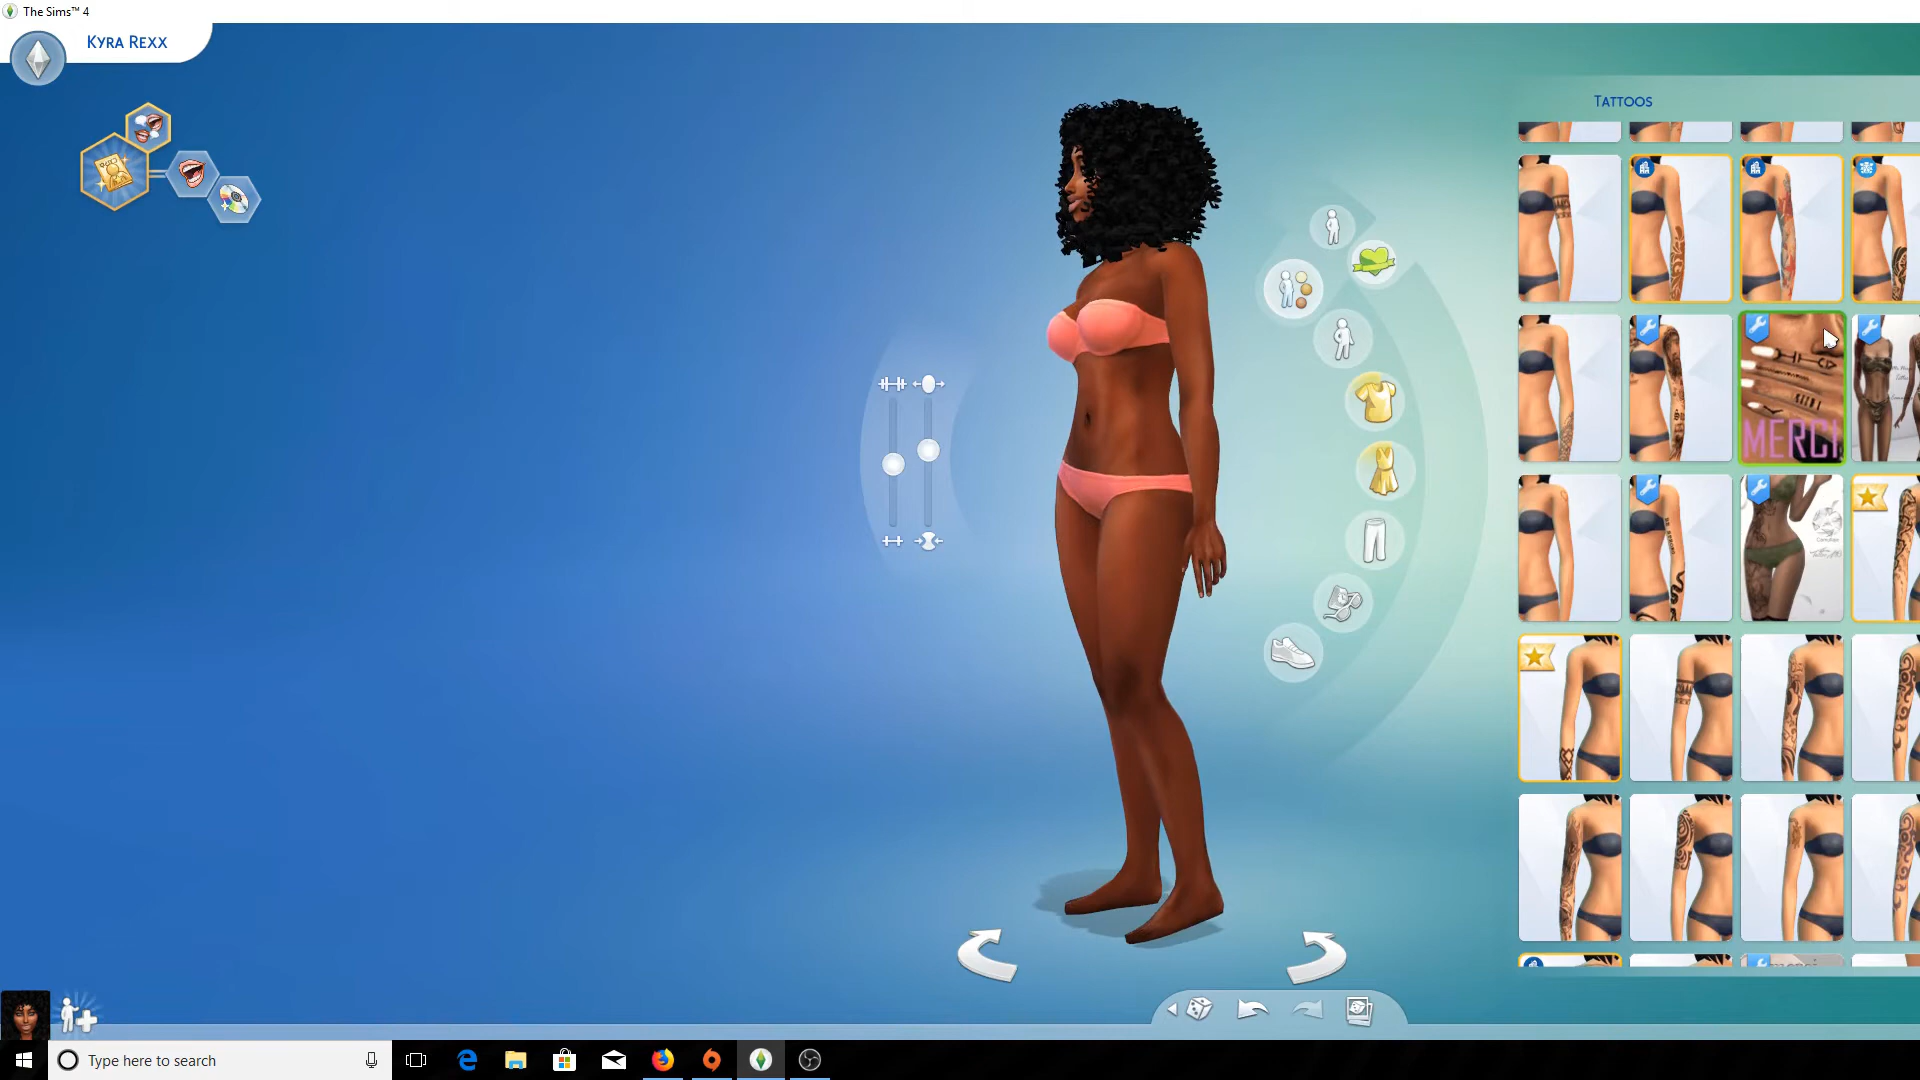 The Sims™ 4
Kyra Rexx
Tattoos
MERCI
Type here to search